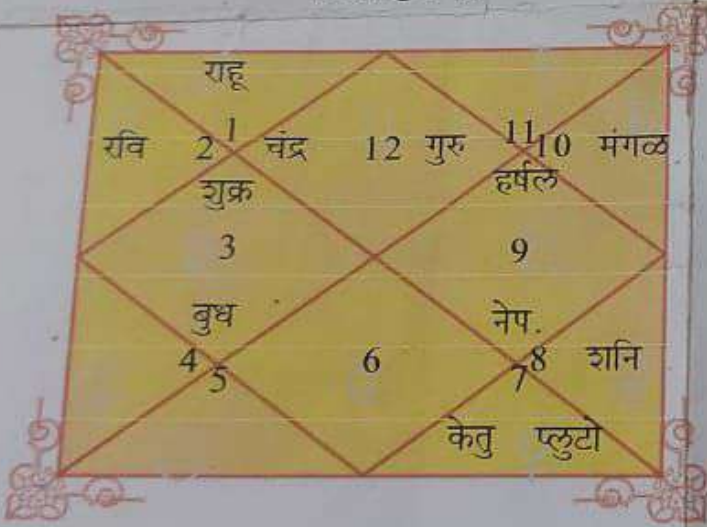 राहू
रवि 2 1 चंद्र 12 गुरु 11 10 मंगळ
शुक्र हर्षल
3 9
बुध नेप.
4 5 6 7 8 शनि
केतु प्लुटो